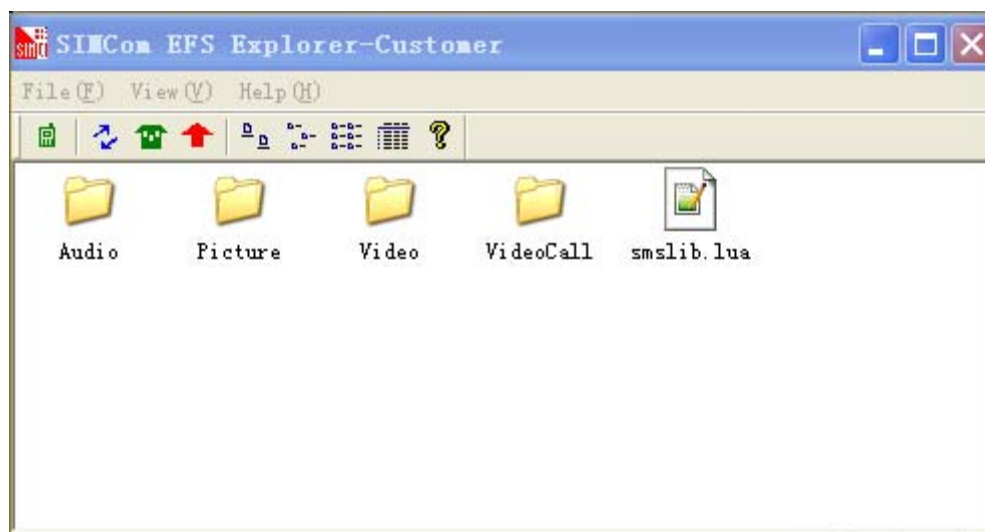 SIMCom EFS Explorer-Customer
File(F) View(V) Help(H)
Audio Picture Video VideoCall smslib.lua